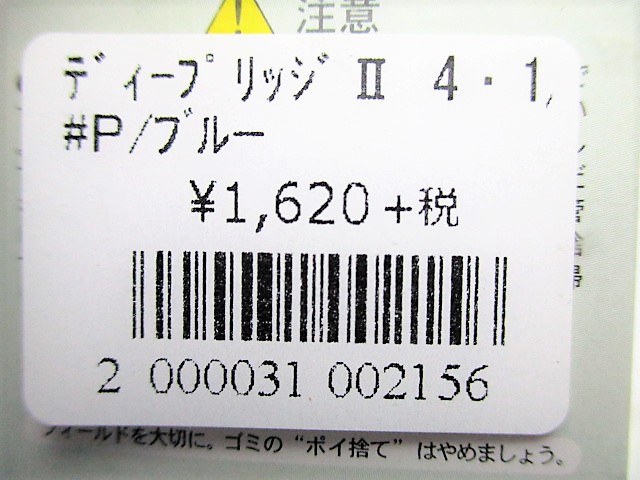 注意
ﾃﾞｨｰﾌﾟﾘｯｼﾞ Ⅱ 4・1/
#P/ブルー
¥1,620+税
2 000031 002156
フィールドを大切に。ゴミの“ポイ捨て”はやめましょう。